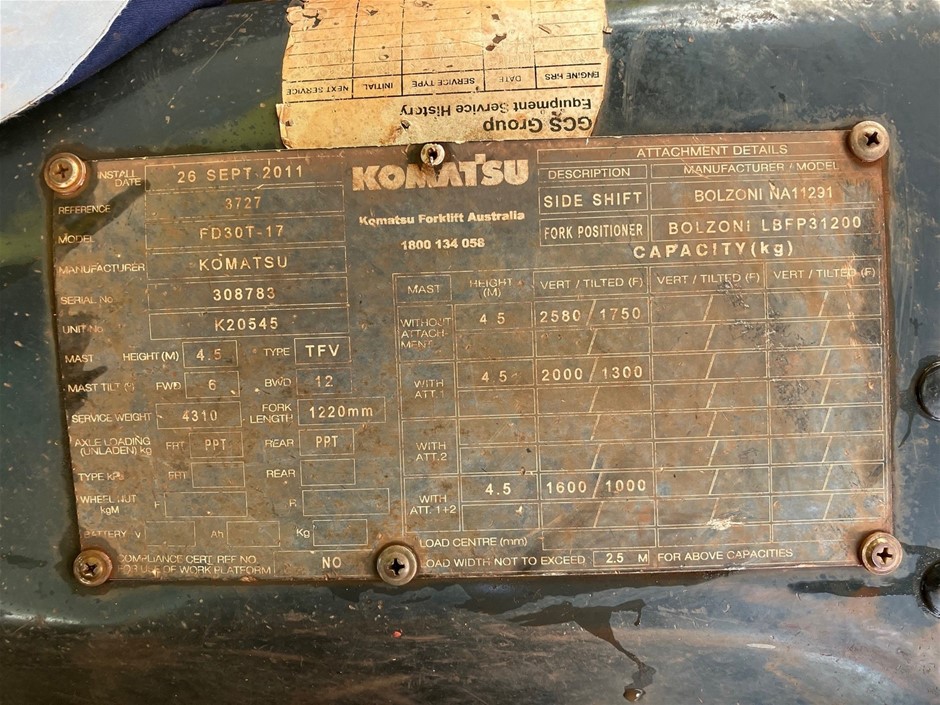 GCS Group
Equipment Service History
ENGINE HRS DATE SERVICE TYPE INITIAL NEXT SERVICE
INSTALL DATE 26 SEPT 2011
REFERENCE 3727
MODEL FD30T-17
MANUFACTURER KOMATSU
SERIAL No 308783
UNIT No K20545
MAST HEIGHT (M) 4.5 TYPE TFV
MAST TILT (°) FWD 6 BWD 12
SERVICE WEIGHT 4310 FORK LENGTH 1220mm
AXLE LOADING (UNLADEN) kg FRT PPT REAR PPT
TYPE kPa FRT REAR
WHEEL NUT kgM F R
BATTERY V Ah Kg
COMPLIANCE CERT. REF NO.
FOR USE OF WORK PLATFORM NO
KOMATSU
Komatsu Forklift Australia
1800 134 058
ATTACHMENT DETAILS
DESCRIPTION MANUFACTURER / MODEL
SIDE SHIFT BOLZONI NA11291
FORK POSITIONER BOLZONI LBFP31200
CAPACITY (kg)
MAST HEIGHT (M) VERT / TILTED (F) VERT / TILTED (F) VERT / TILTED (F)
WITHOUT ATTACHMENT 4.5 2580 / 1750
WITH ATT.1 4.5 2000 / 1300
WITH ATT.2
WITH ATT. 1+2 4.5 1600 / 1000
LOAD CENTRE (mm)
LOAD WIDTH NOT TO EXCEED 2.5 M FOR ABOVE CAPACITIES